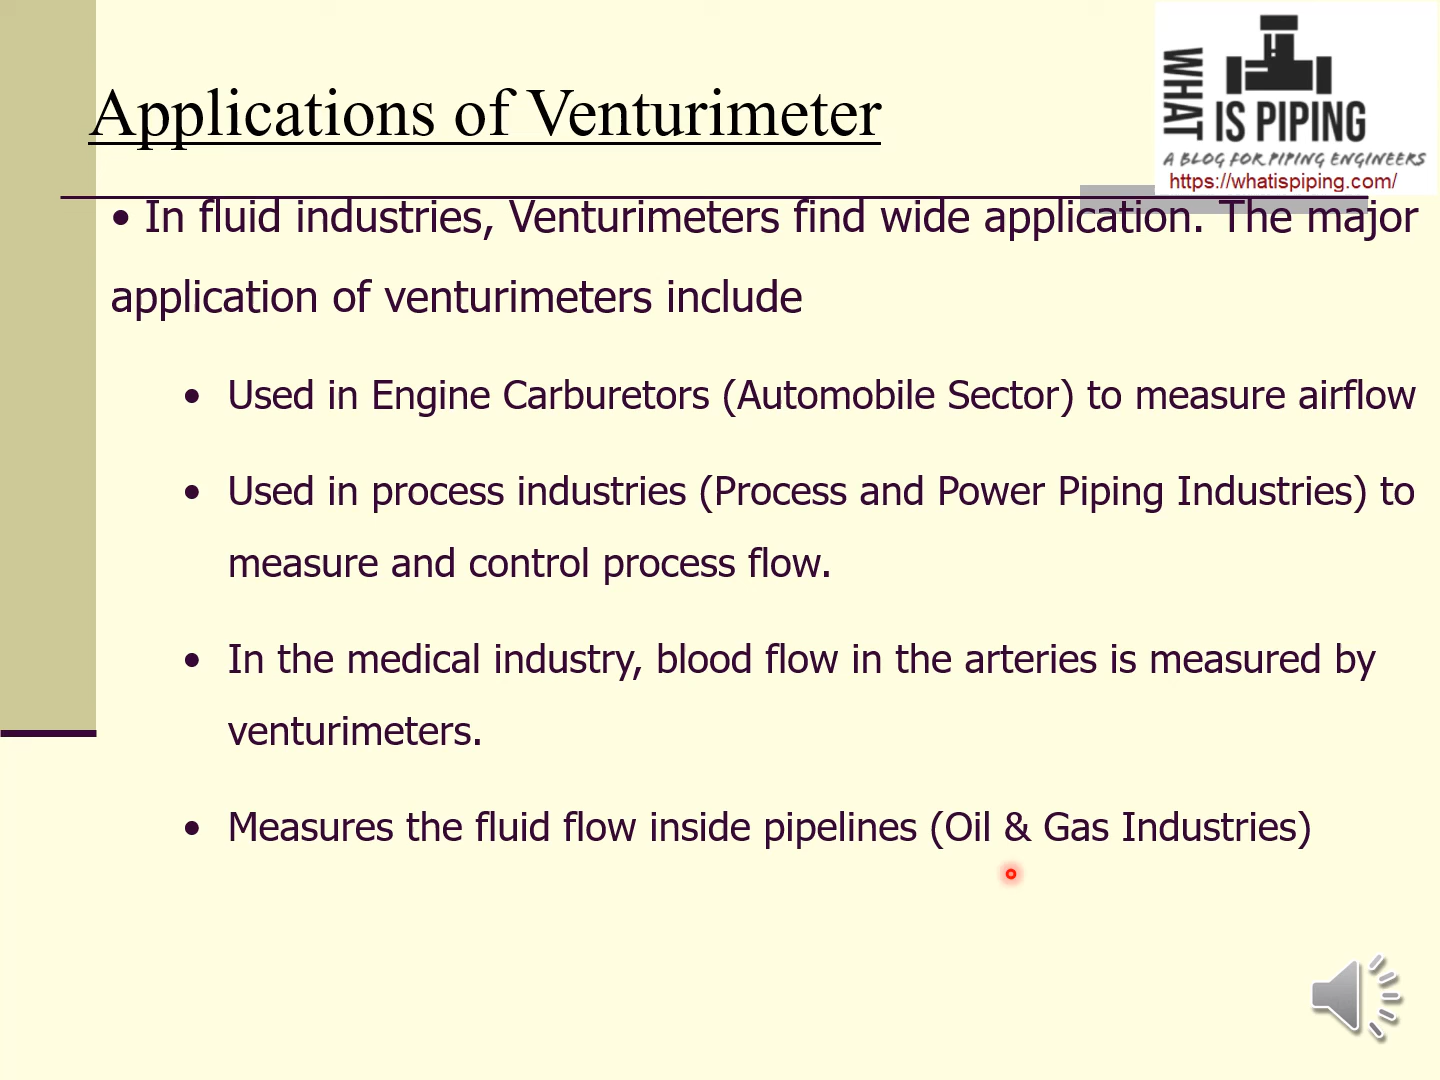 WHAT
IS PIPING
A BLOG FOR PIPING ENGINEERS
https://whatispiping.com/
Applications of Venturimeter
• In fluid industries, Venturimeters find wide application. The major
application of venturimeters include
• Used in Engine Carburetors (Automobile Sector) to measure airflow
• Used in process industries (Process and Power Piping Industries) to
measure and control process flow.
• In the medical industry, blood flow in the arteries is measured by
venturimeters.
• Measures the fluid flow inside pipelines (Oil & Gas Industries)